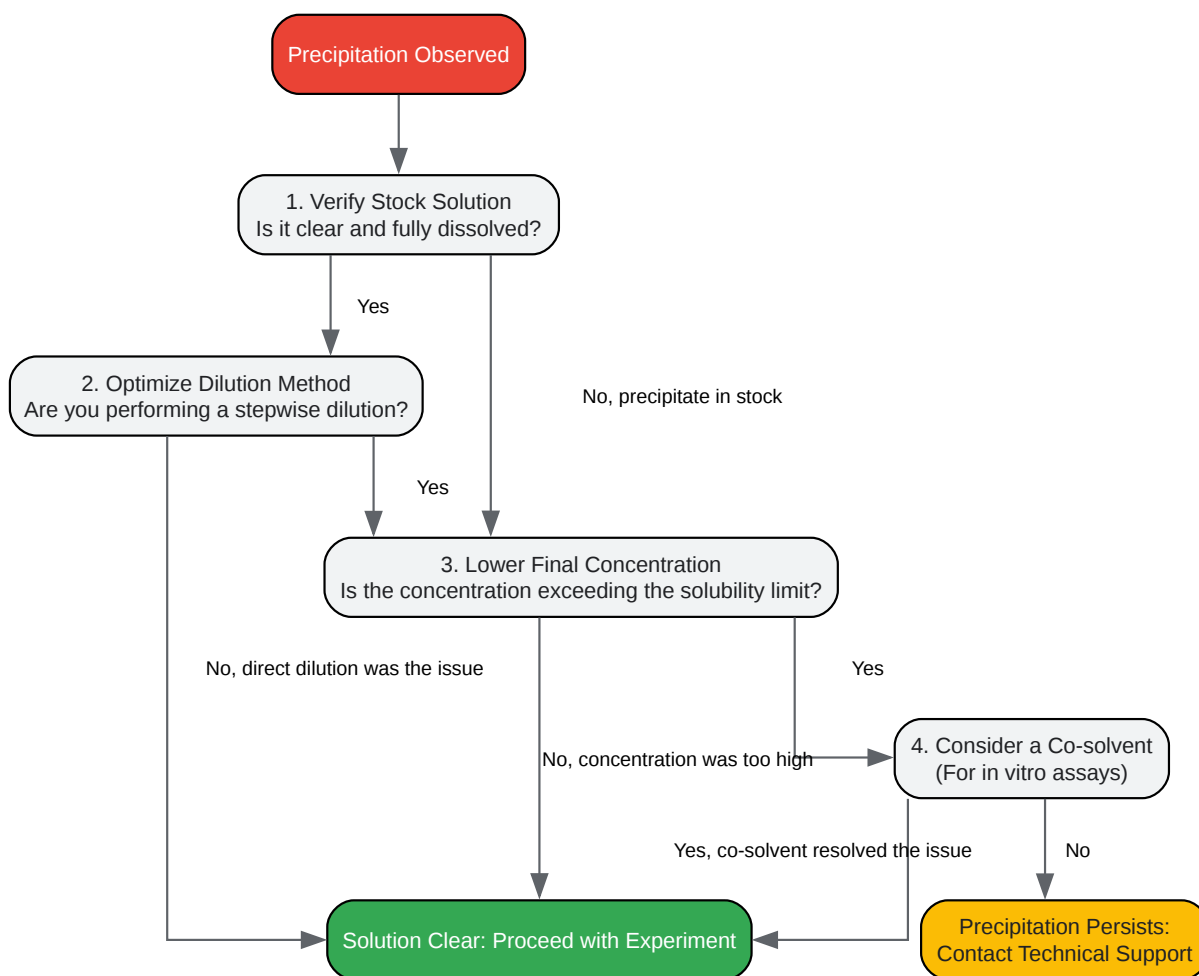 Precipitation Observed
1. Verify Stock Solution
Is it clear and fully dissolved?
Yes
2. Optimize Dilution Method
Are you performing a stepwise dilution?
No, precipitate in stock
Yes
3. Lower Final Concentration
Is the concentration exceeding the solubility limit?
No, direct dilution was the issue
Yes
4. Consider a Co-solvent
(For in vitro assays)
No, concentration was too high
Yes, co-solvent resolved the issue
No
Solution Clear: Proceed with Experiment
Precipitation Persists:
Contact Technical Support